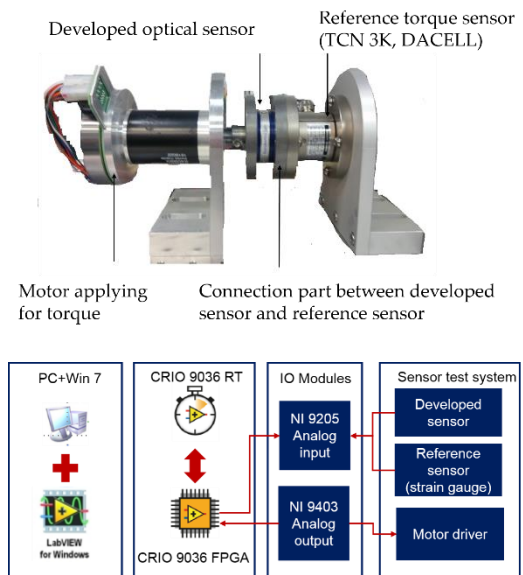 Developed optical sensor
Reference torque sensor
(TCN 3K, DACELL)
Motor applying
for torque
Connection part between developed
sensor and reference sensor
PC+Win 7
LabVIEW
for Windows
CRIO 9036 RT
CRIO 9036 FPGA
IO Modules
NI 9205
Analog
input
NI 9403
Analog
output
Sensor test system
Developed
sensor
Reference
sensor
(strain gauge)
Motor driver